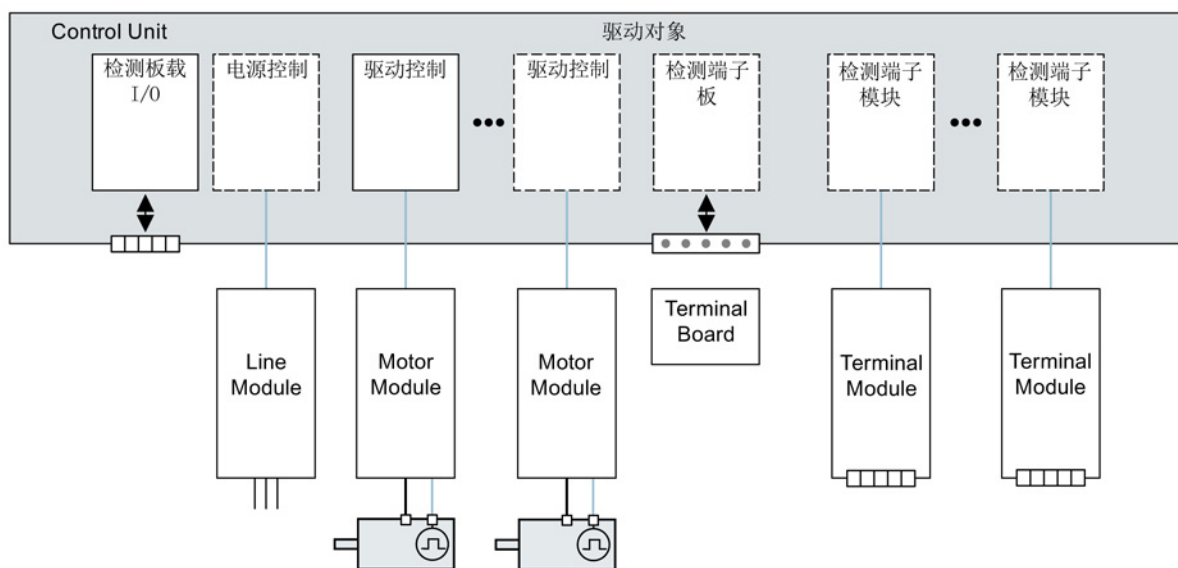 Control Unit
驱动对象
检测板载
I/O
电源控制
驱动控制
驱动控制
检测端子
板
检测端子
模块
检测端子
模块
Line
Module
Motor
Module
Motor
Module
Terminal
Board
Terminal
Module
Terminal
Module